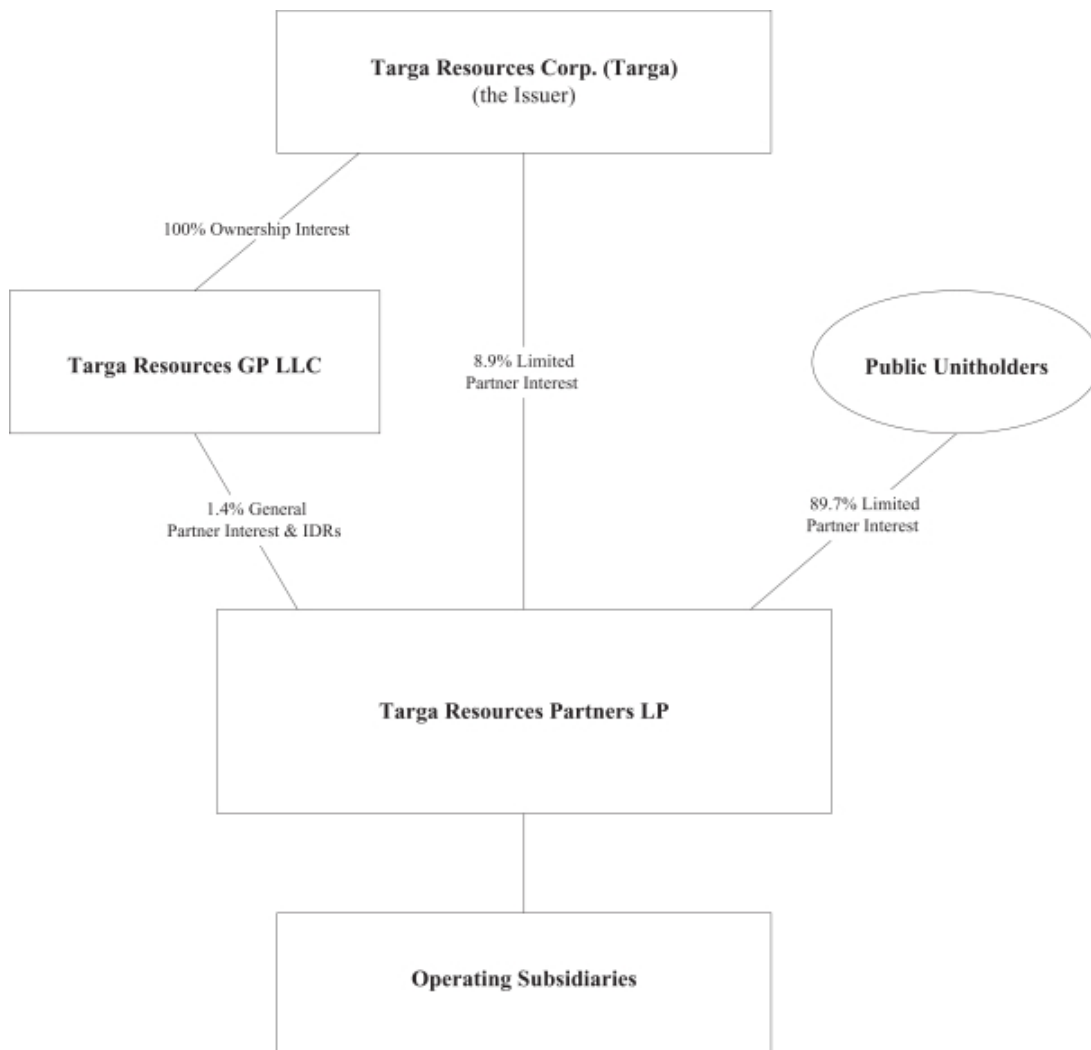 Targa Resources Corp. (Targa)
(the Issuer)
100% Ownership Interest
Targa Resources GP LLC
8.9% Limited
Partner Interest
Public Unitholders
1.4% General
Partner Interest & IDRs
89.7% Limited
Partner Interest
Targa Resources Partners LP
Operating Subsidiaries